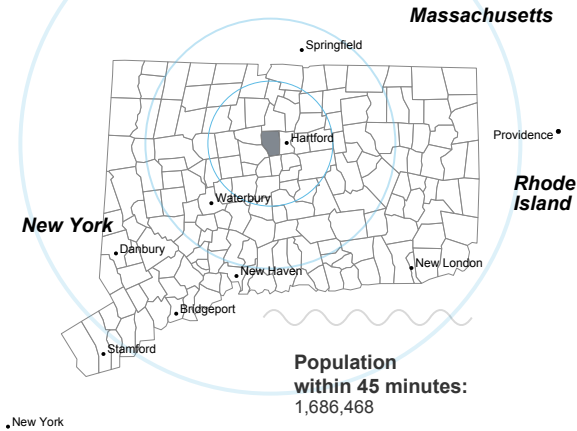 Massachusetts
Springfield
Hartford
Providence
Rhode
Island
Waterbury
New York
Danbury
New London
New Haven
Bridgeport
Stamford
Population
within 45 minutes:
1,686,468
New York